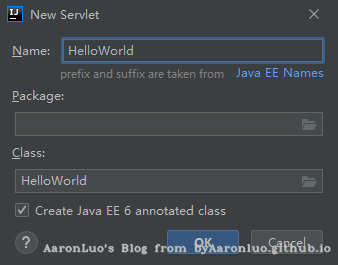 New Servlet
Name:
HelloWorld
prefix and suffix are taken from Java EE Names
Package:
Class:
HelloWorld
Create Java EE 6 annotated class
? OK Cancel
AaronLuo's Blog from byAaronluo.github.io